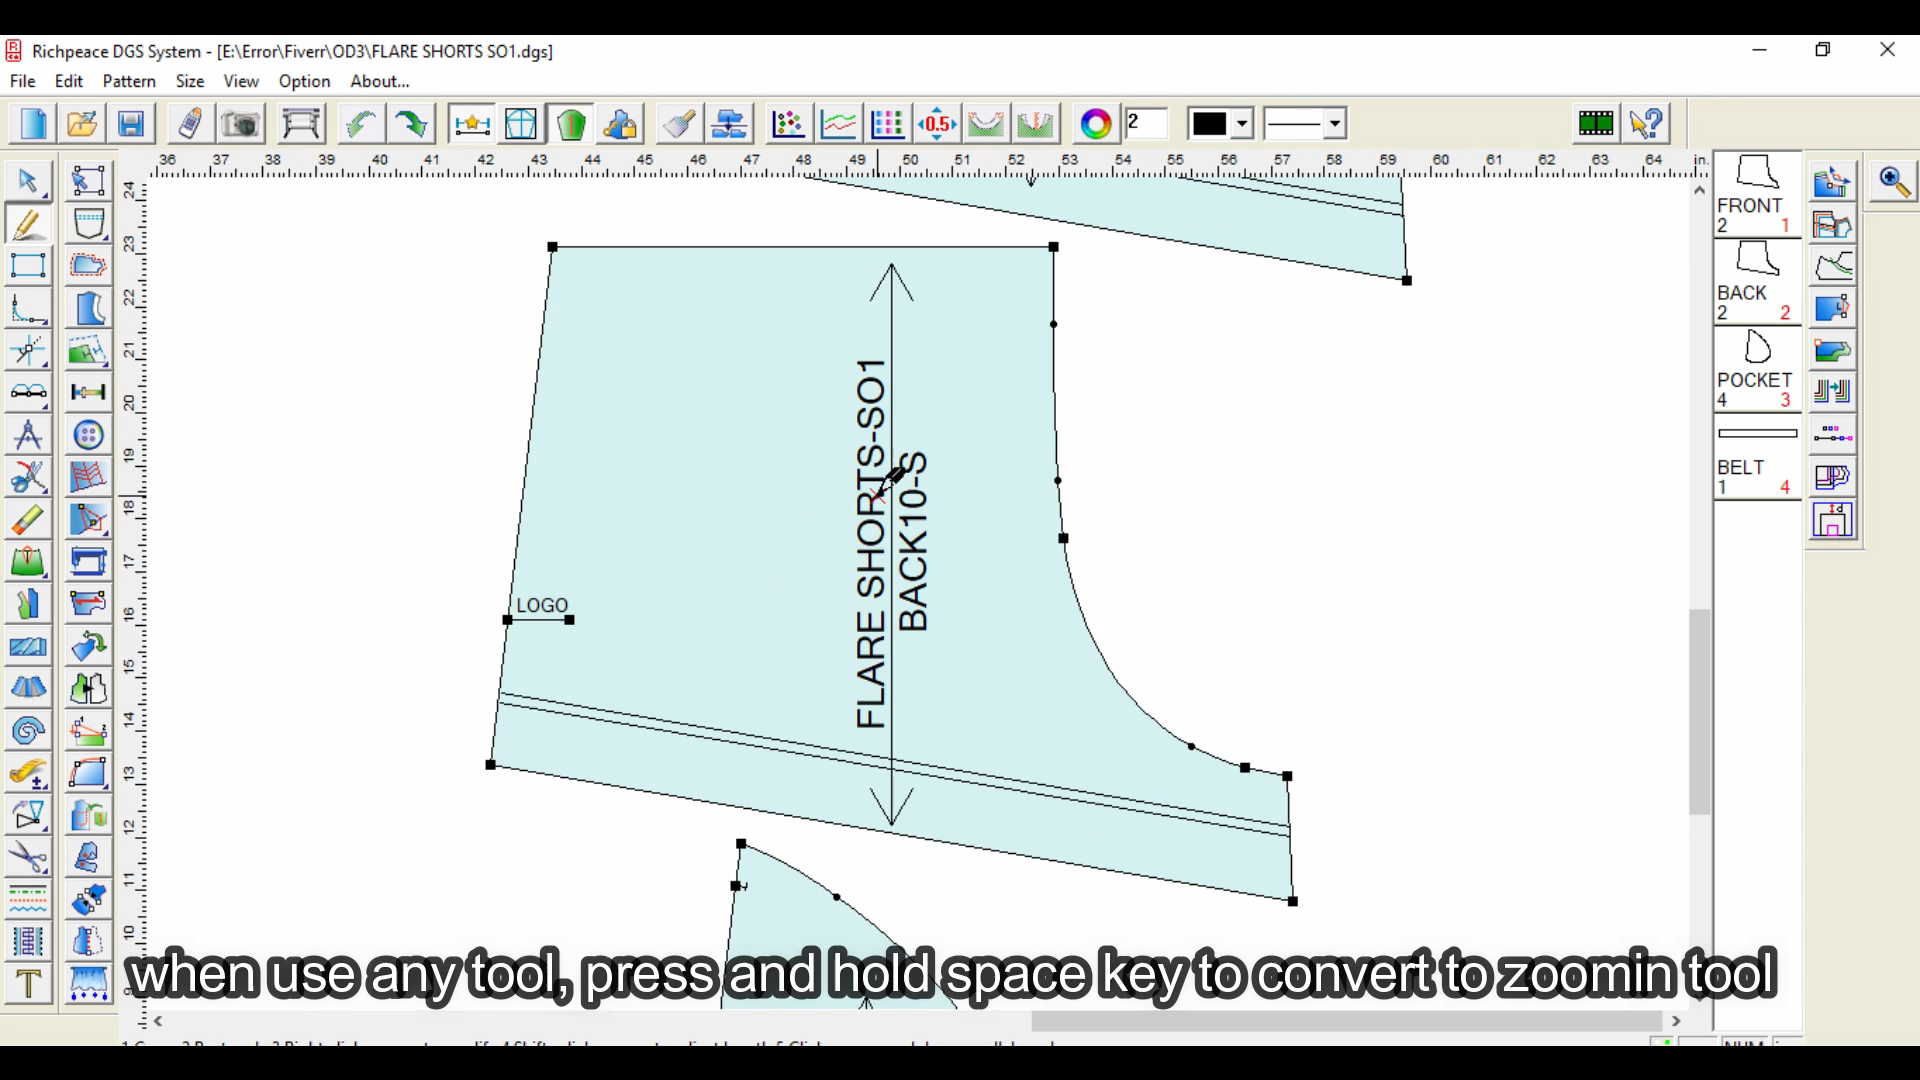 Richpeace DGS System - [E:\Error\Fiverr\OD3\FLARE SHORTS SO1.dgs]
File Edit Pattern Size View Option About...
0.5 2
36 37 38 39 40 41 42 43 44 45 46 47 48 49 50 51 52 53 54 55 56 57 58 59 60 61 62 63 64 in.
24
23
22
21
20
19
18
17
16
15
14
13
12
11
10
9
FLARE SHORTS-SO1
BACK10-S
LOGO
FRONT
2 1
BACK
2 2
POCKET
4 3
BELT
1 4
when use any tool, press and hold space key to convert to zoomin tool